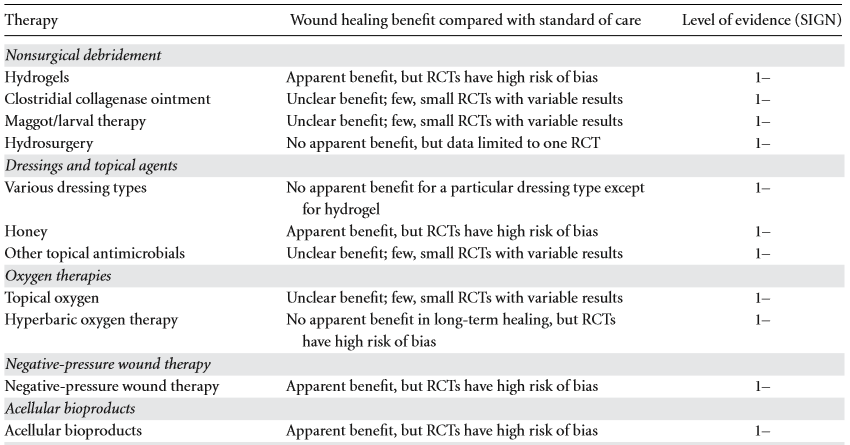 Therapy Wound healing benefit compared with standard of care Level of evidence (SIGN)
Nonsurgical debridement
Hydrogels Apparent benefit, but RCTs have high risk of bias 1–
Clostridial collagenase ointment Unclear benefit; few, small RCTs with variable results 1–
Maggot/larval therapy Unclear benefit; few, small RCTs with variable results 1–
Hydrosurgery No apparent benefit, but data limited to one RCT 1–
Dressings and topical agents
Various dressing types No apparent benefit for a particular dressing type except 1–
for hydrogel
Honey Apparent benefit, but RCTs have high risk of bias 1–
Other topical antimicrobials Unclear benefit; few, small RCTs with variable results 1–
Oxygen therapies
Topical oxygen Unclear benefit; few, small RCTs with variable results 1–
Hyperbaric oxygen therapy No apparent benefit in long-term healing, but RCTs 1–
have high risk of bias
Negative-pressure wound therapy
Negative-pressure wound therapy Apparent benefit, but RCTs have high risk of bias 1–
Acellular bioproducts
Acellular bioproducts Apparent benefit, but RCTs have high risk of bias 1–